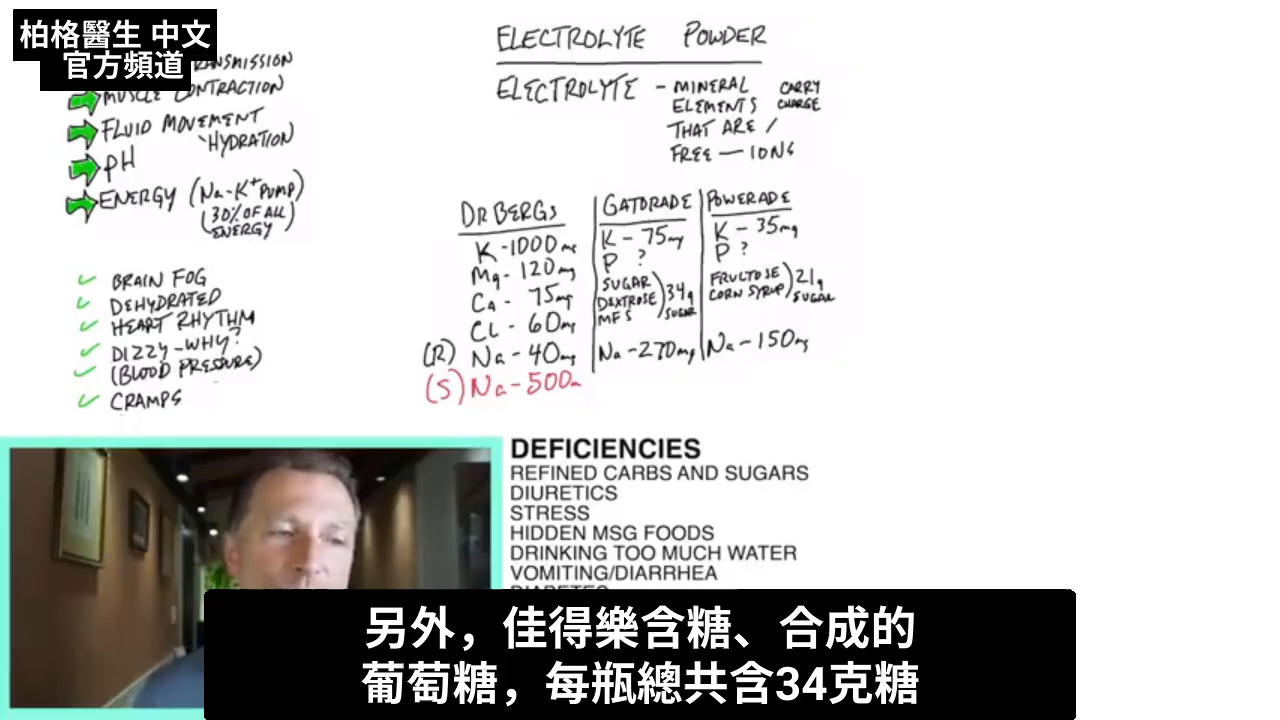 柏格醫生 中文
官方頻道
MUSCLE CONTRACTION
FLUID MOVEMENT
HYDRATION
PH
ENERGY (Na-K+ PUMP)
(30% OF ALL
ENERGY)
BRAIN FOG
DEHYDRATED
HEART RHYTHM
DIZZY-WHY?
(BLOOD PRESSURE)
CRAMPS
ELECTROLYTE POWDER
ELECTROLYTE - MINERAL CARRY
ELEMENTS CHARGE
THAT ARE /
FREE — IONS
DR BERGS
K -1000mg
Mg- 120mg
Ca - 75mg
CL - 60mg
(R) Na - 40mg
(S) Na - 500m
GATORADE
K - 75mg
P ?
SUGAR
DEXTROSE
MFS
34g
SUGAR
Na -270mg
POWERADE
K - 35mg
P ?
FRUCTOSE
CORN SYRUP
21g
SUGAR
Na - 150mg
DEFICIENCIES
REFINED CARBS AND SUGARS
DIURETICS
STRESS
HIDDEN MSG FOODS
DRINKING TOO MUCH WATER
VOMITING/DIARRHEA
另外，佳得樂含糖、合成的
葡萄糖，每瓶總共含34克糖